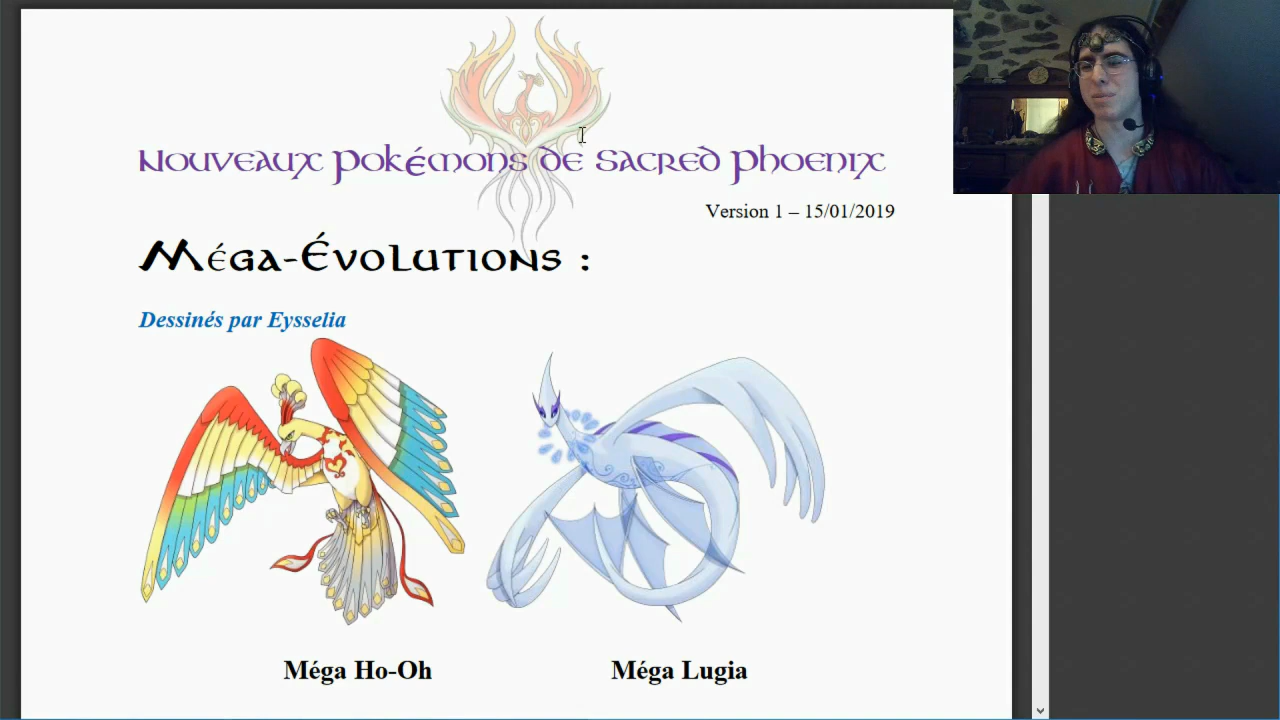 Nouveaux Pokémons de Sacred Phoenix
Version 1 – 15/01/2019
Méga-Évolutions :
Dessinés par Eysselia
Méga Ho-Oh
Méga Lugia